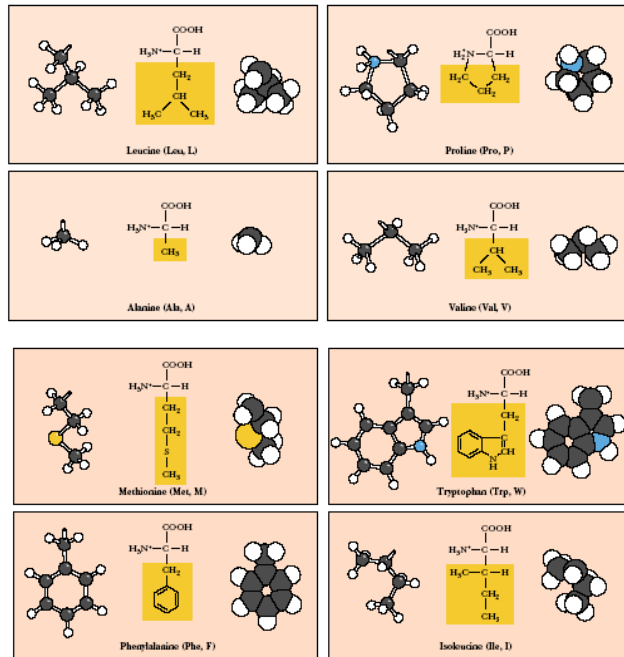 COOH
H₃N⁺—C—H
CH₂
CH
CH₃ CH₃
Leucine (Leu, L)
COOH
H₂⁺N—C—H
H₂C CH₂
CH₂
Proline (Pro, P)
COOH
H₃N⁺—C—H
CH₃
Alanine (Ala, A)
COOH
H₃N⁺—C—H
CH
CH₃ CH₃
Valine (Val, V)
COOH
H₃N⁺—C—H
CH₂
CH₂
S
CH₃
Methionine (Met, M)
COOH
H₃N⁺—C—H
CH₂
CH
N
H
Tryptophan (Trp, W)
COOH
H₃N⁺—C—H
CH₂
Phenylalanine (Phe, F)
COOH
H₃N⁺—C—H
H₃C—C—H
CH₂
CH₃
Isoleucine (Ile, I)